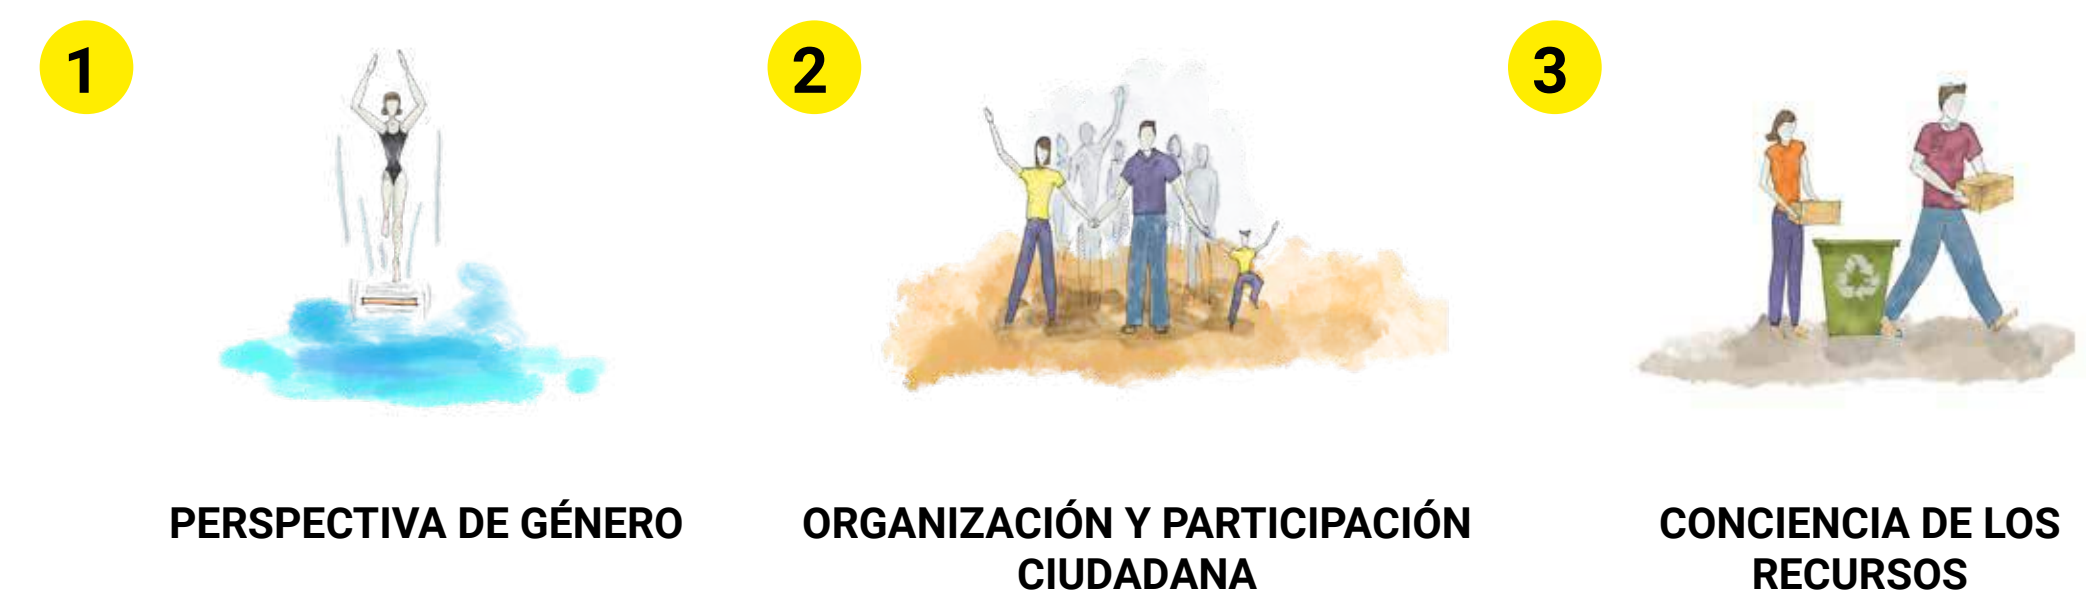 1
PERSPECTIVA DE GÉNERO
2
ORGANIZACIÓN Y PARTICIPACIÓN
CIUDADANA
3
CONCIENCIA DE LOS
RECURSOS